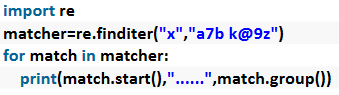 import re
matcher=re.finditer("x","a7b k@9z")
for match in matcher:
    print(match.start(),"......",match.group())